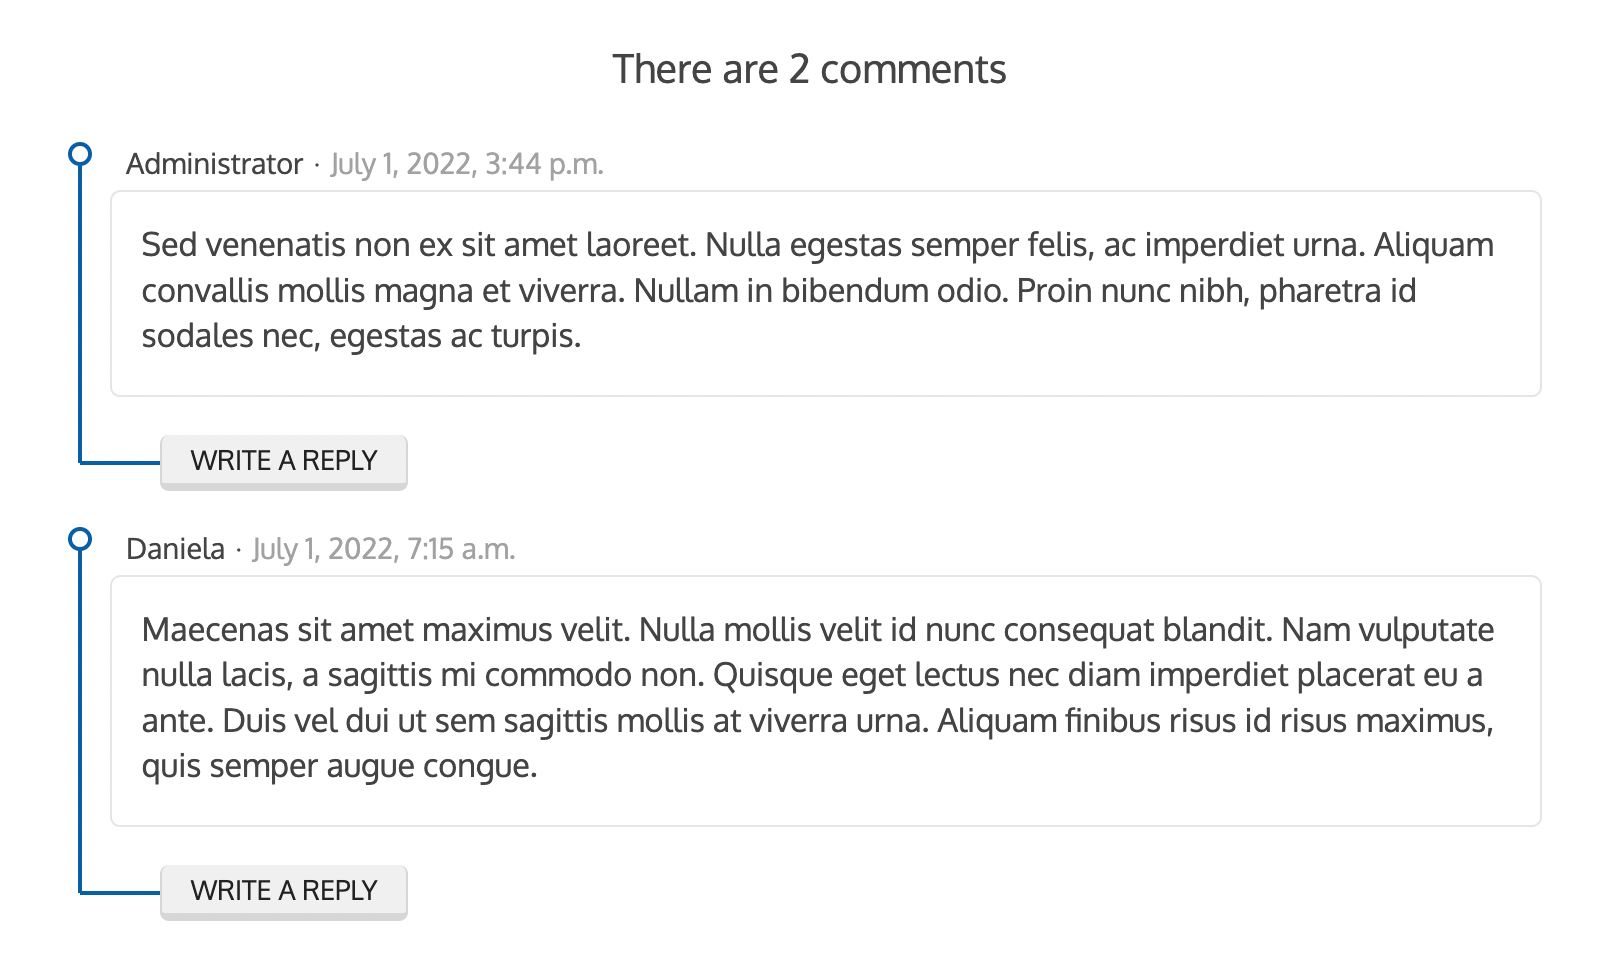 There are 2 comments
Administrator · July 1, 2022, 3:44 p.m.
Sed venenatis non ex sit amet laoreet. Nulla egestas semper felis, ac imperdiet urna. Aliquam
convallis mollis magna et viverra. Nullam in bibendum odio. Proin nunc nibh, pharetra id
sodales nec, egestas ac turpis.
WRITE A REPLY
Daniela · July 1, 2022, 7:15 a.m.
Maecenas sit amet maximus velit. Nulla mollis velit id nunc consequat blandit. Nam vulputate
nulla lacis, a sagittis mi commodo non. Quisque eget lectus nec diam imperdiet placerat eu a
ante. Duis vel dui ut sem sagittis mollis at viverra urna. Aliquam finibus risus id risus maximus,
quis semper augue congue.
WRITE A REPLY